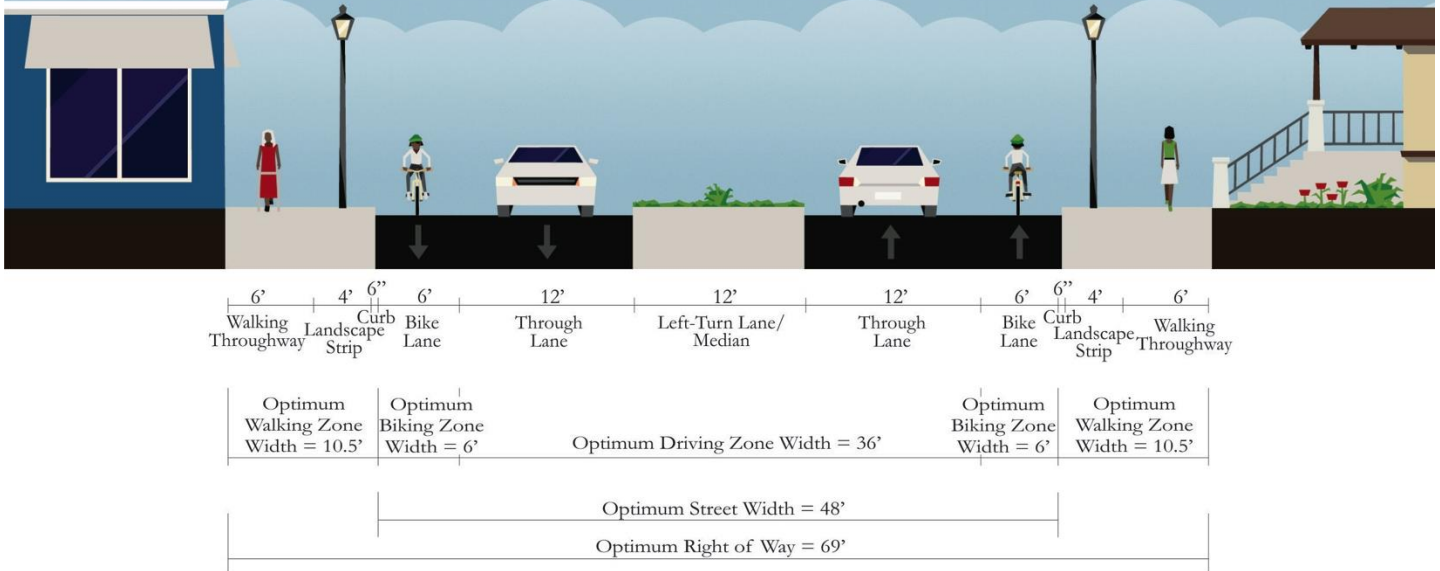 6’
4’
6”
6’
12’
12’
12’
6’
6”
4’
6’
Walking
Throughway
Landscape
Strip
Curb
Bike
Lane
Through
Lane
Left-Turn Lane/
Median
Through
Lane
Bike
Lane
Curb
Landscape
Strip
Walking
Throughway
Optimum
Walking Zone
Width = 10.5’
Optimum
Biking Zone
Width = 6’
Optimum Driving Zone Width = 36’
Optimum
Biking Zone
Width = 6’
Optimum
Walking Zone
Width = 10.5’
Optimum Street Width = 48’
Optimum Right of Way = 69’